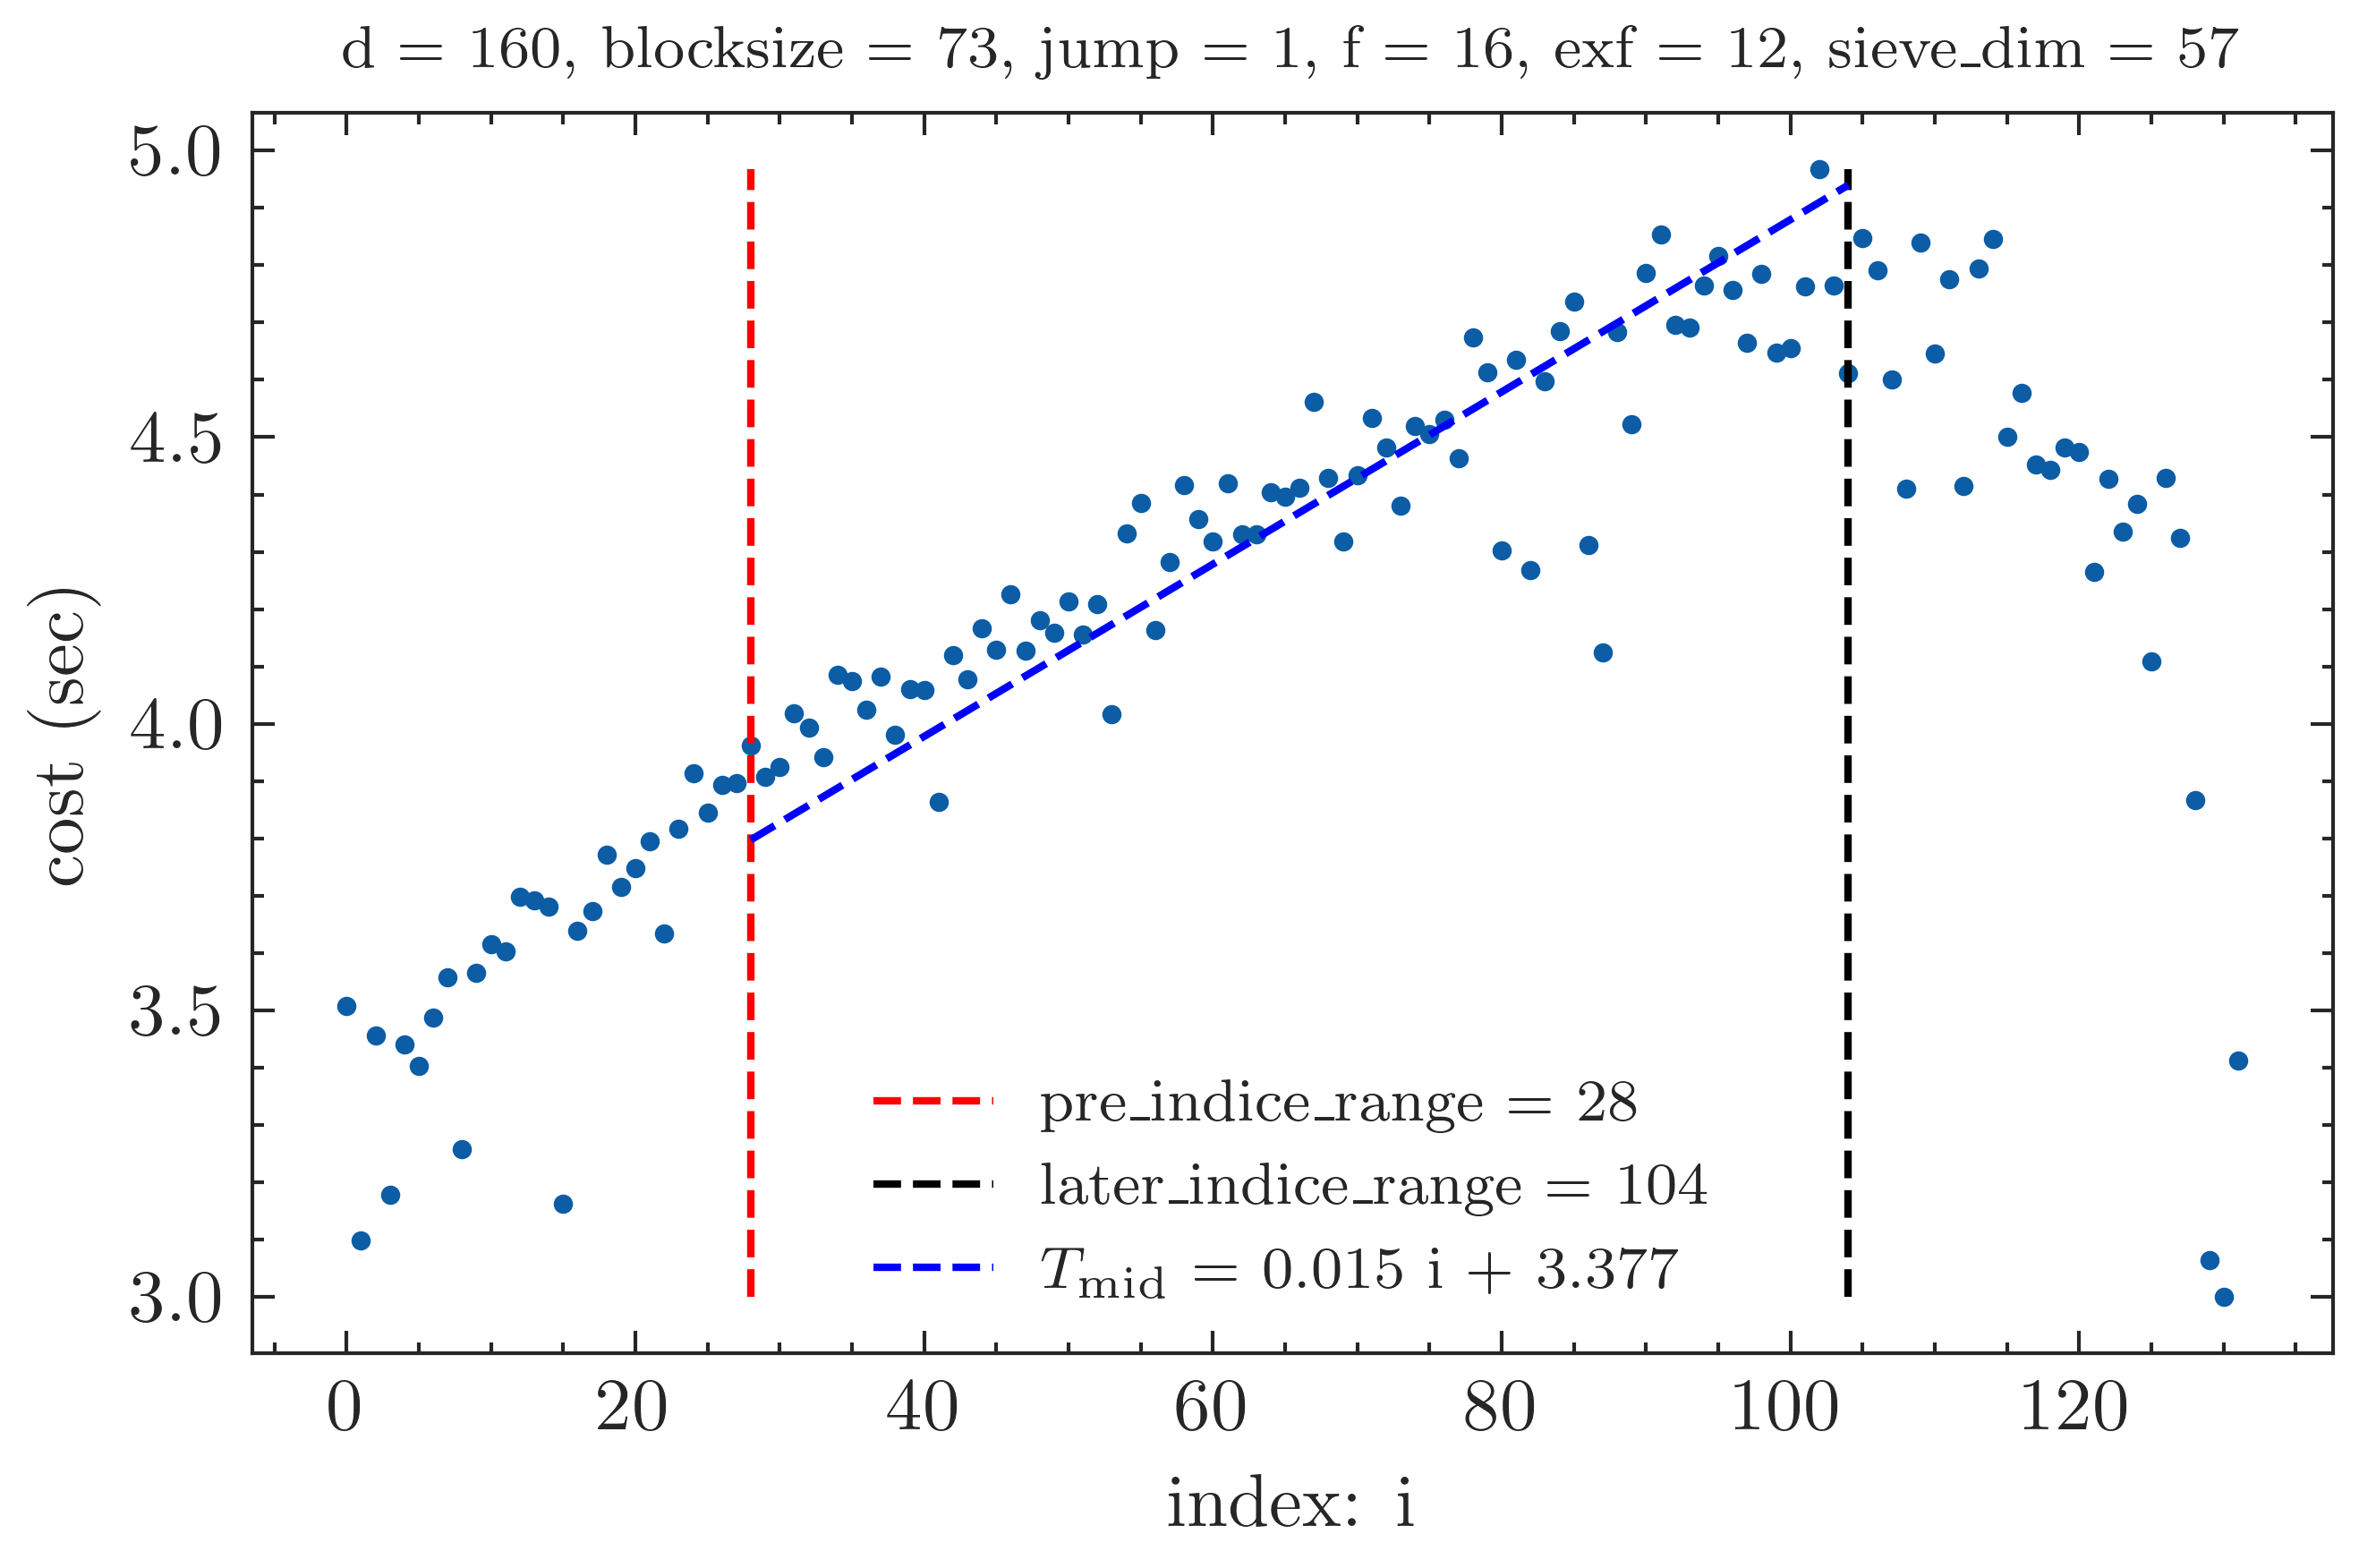 d = 160, blocksize = 73, jump = 1, f = 16, exf = 12, sieve_dim = 57
5.0
4.5
4.0
3.5
3.0
cost (sec)
pre_indice_range = 28
later_indice_range = 104
T_mid = 0.015 i + 3.377
0 20 40 60 80 100 120
index: i